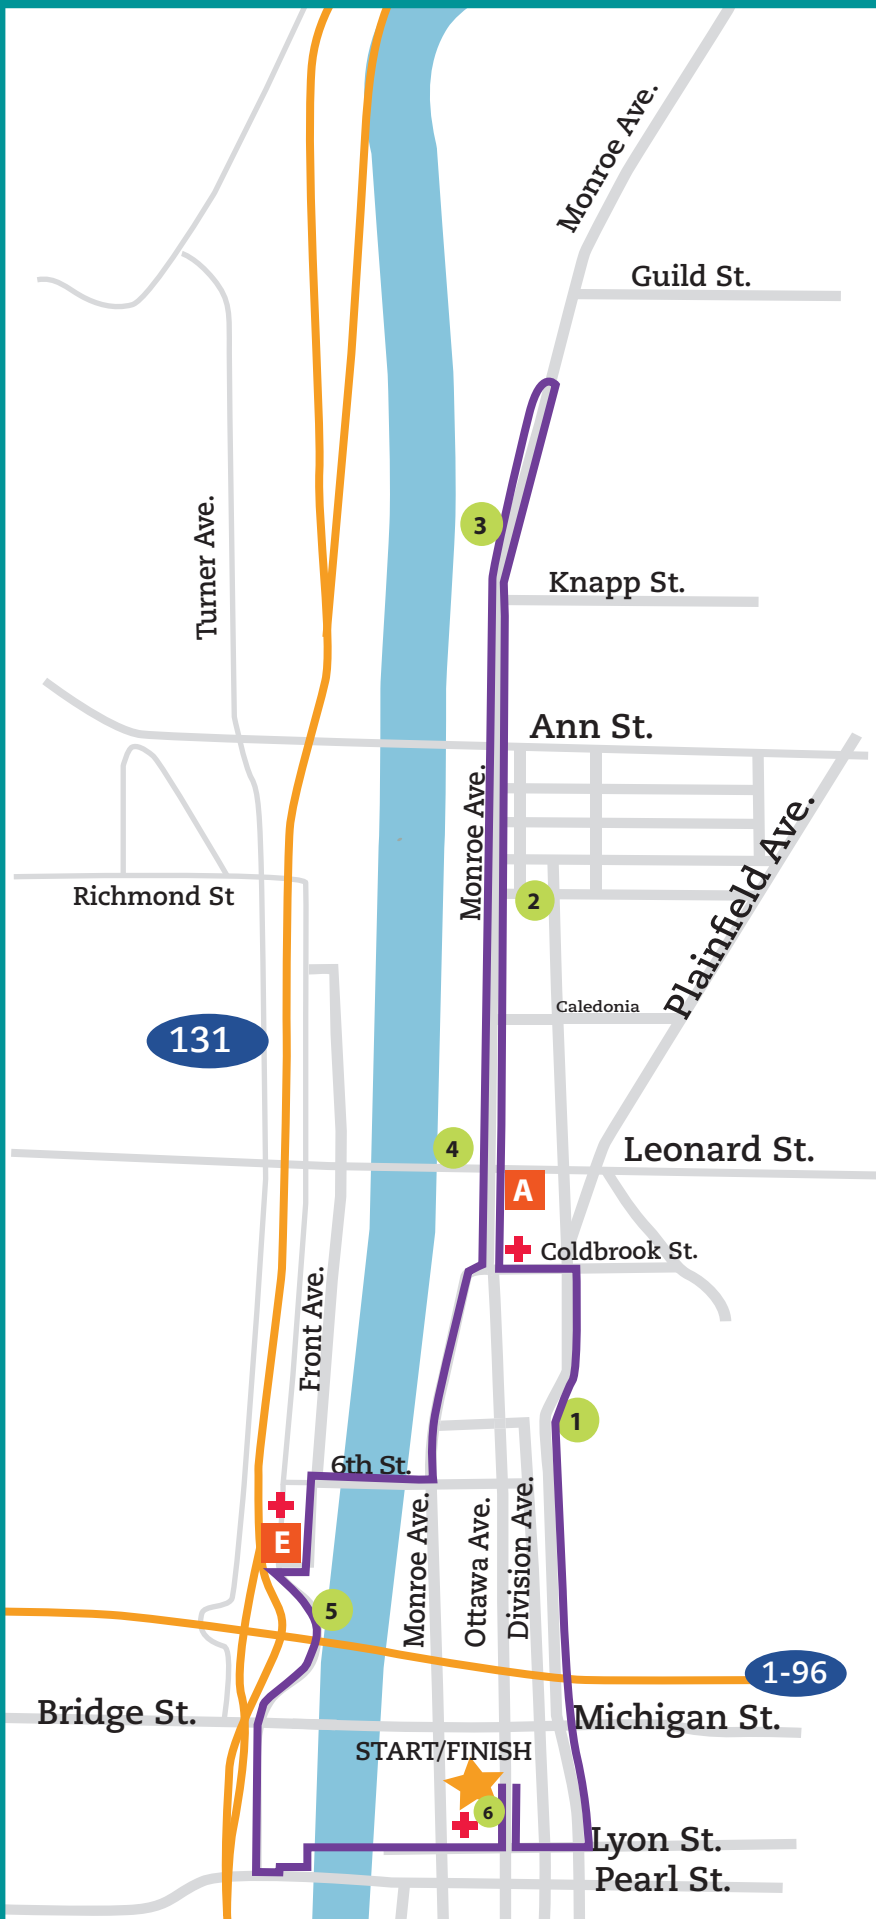 Monroe Ave.
Guild St.
3
Turner Ave.
Knapp St.
Ann St.
Monroe Ave.
Plainfield Ave.
Richmond St
2
Caledonia
131
4
Leonard St.
A
Coldbrook St.
Front Ave.
1
6th St.
E
Monroe Ave.
Ottawa Ave.
Division Ave.
5
1-96
Bridge St.
Michigan St.
START/FINISH
6
Lyon St.
Pearl St.